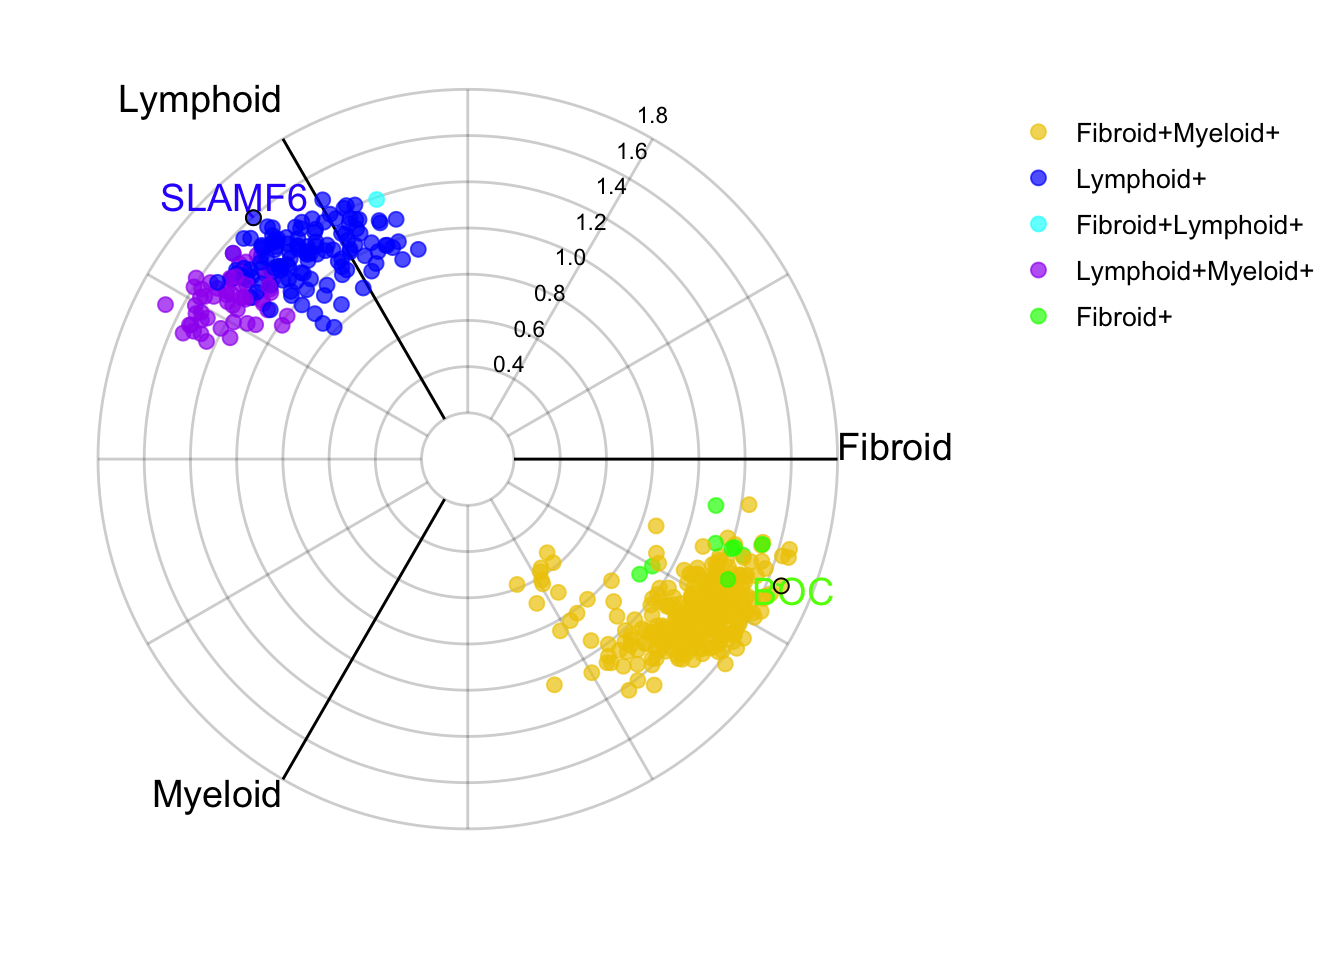 Lymphoid
1.8
1.6
1.4
1.2
1.0
0.8
0.6
0.4
SLAMF6
Fibroid
BOC
Myeloid
Fibroid+Myeloid+
Lymphoid+
Fibroid+Lymphoid+
Lymphoid+Myeloid+
Fibroid+